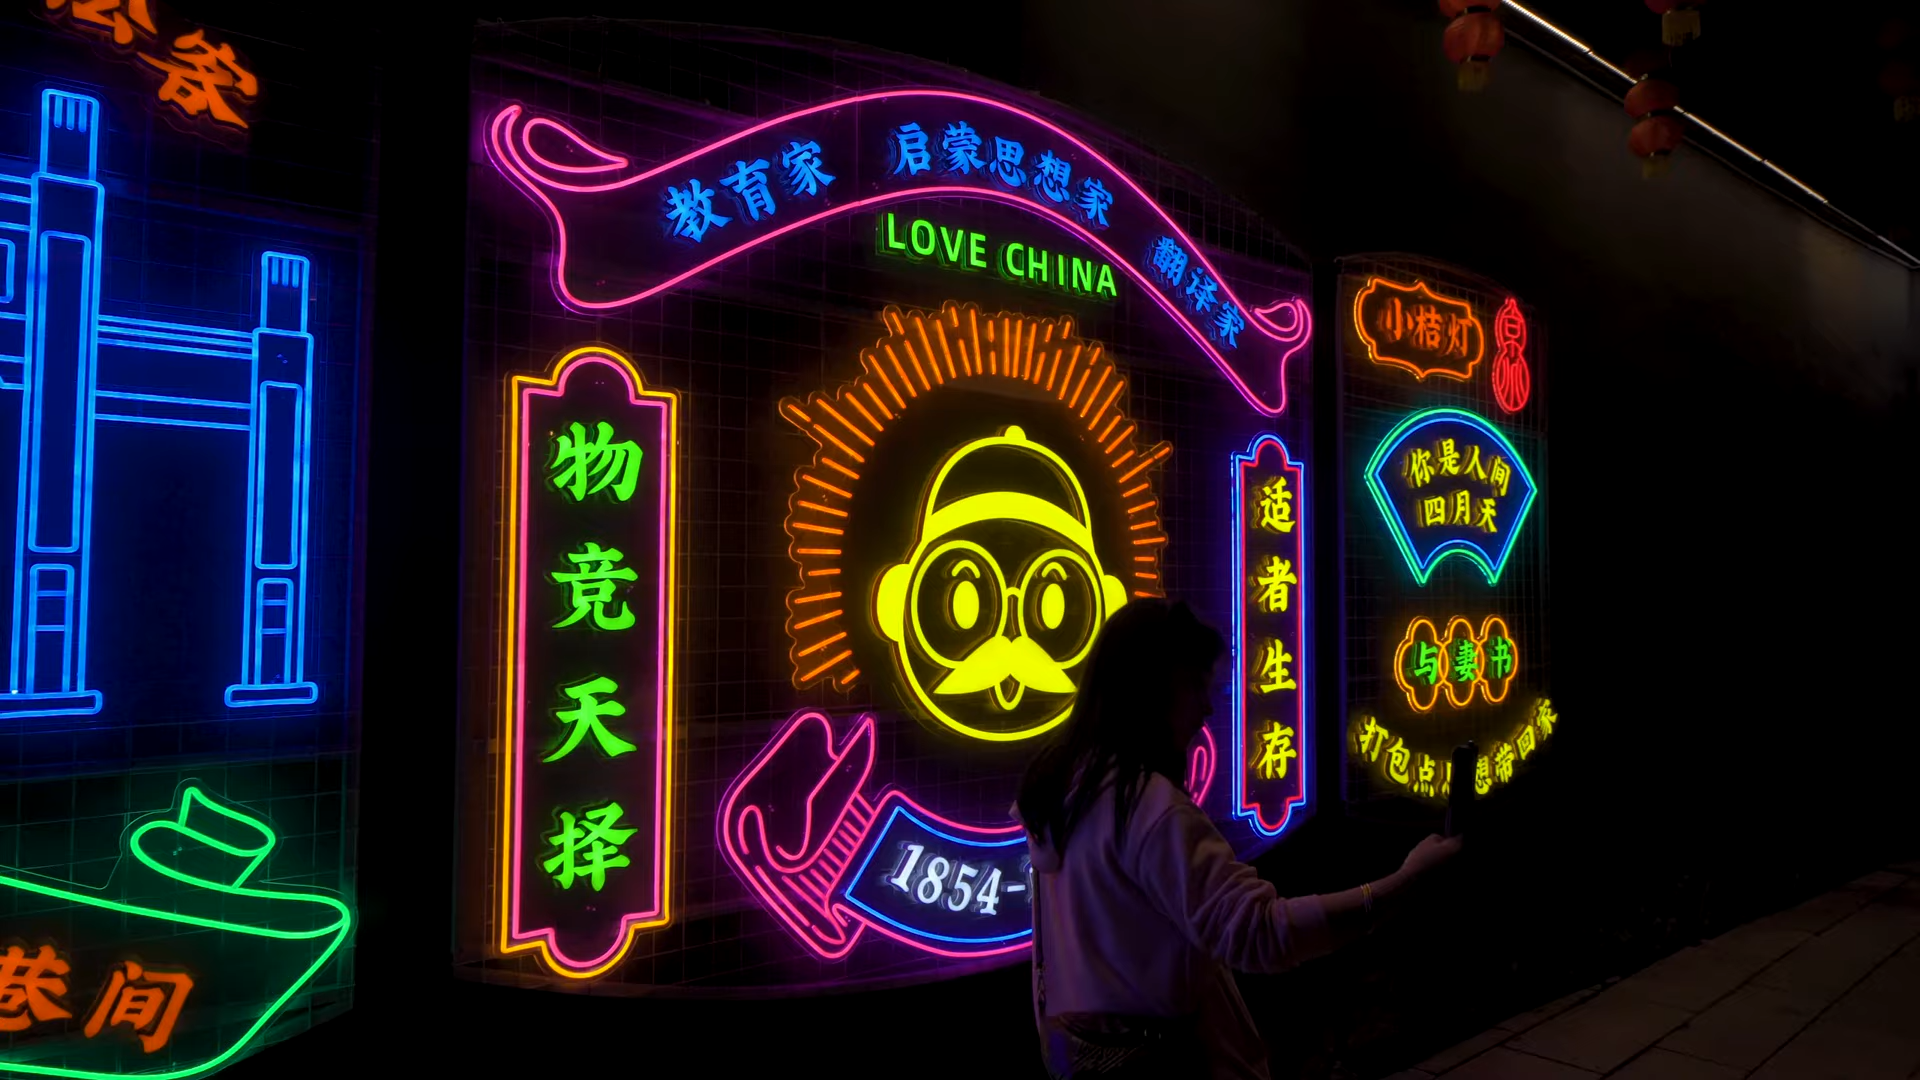 客
巷间
教育家 启蒙思想家 翻译家
LOVE CHINA
物竞天择
适者生存
1854-
小桔灯
你是人间
四月天
与妻书
打包点思想带回家